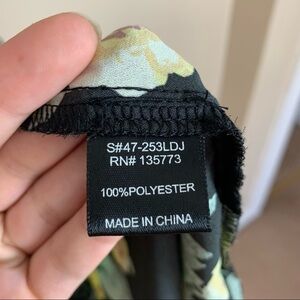 S#47-253LDJ
RN# 135773
100%POLYESTER
MADE IN CHINA